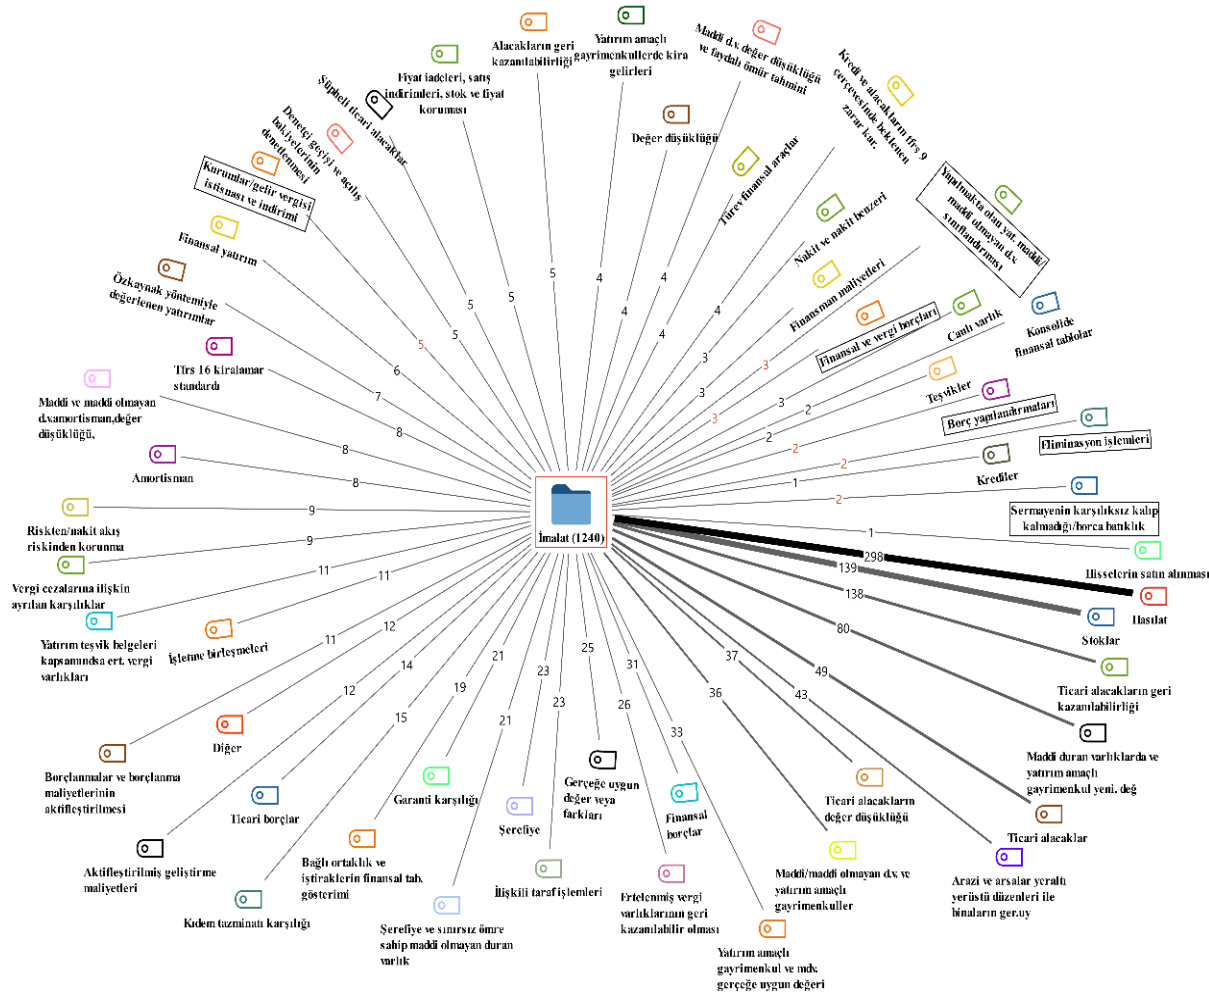 Alacakların geri
kazanılabilirliği
Yatırım amaçlı
gayrimenkullerde kira
gelirleri
Maddi d.v. değer düşüklüğü
ve faydalı ömür tahmini
Kredi ve alacakların tfrs 9
çerçevesinde beklenen
zarar kar.
Fiyat iadeleri, satış
indirimleri, stok ve fiyat
koruması
Şüpheli ticari alacaklar
Denetçi geçişi ve açılış
bakiyelerinin
denetlenmesi
Değer düşüklüğü
Türev finansal araçlar
Kurumlar/gelir vergisi
istisnası ve indirimi
Yapılmakta olan yat. maddi/
maddi olmayan d.v.
sınıflandırması
Nakit ve nakit benzeri
Finansal yatırım
Finansman maliyetleri
Özkaynak yöntemiyle
değerlenen yatırımlar
Finansal ve vergi borçları
Canlı varlık
Konsolide
finansal tablolar
Tfrs 16 kiralamar
standardı
Teşvikler
Maddi ve maddi olmayan
d.vamortisman,değer
düşüklüğü,
Borç yapılandırmaları
Eliminasyon işlemleri
Amortisman
Krediler
Riskten/nakit akış
riskinden korunma
Sermayenin karşılıksız kalıp
kalmadığı/borca batıklık
İmalat (1240)
Vergi cezalarına ilişkin
ayrılan karşılıklar
Hisselerin satın alınması
Hasılat
Yatırım teşvik belgeleri
kapsamındsa ert. vergi
varlıkları
İşlenne birleşmeleri
Stoklar
Ticari alacakların geri
kazanılabilirliği
Diğer
Borçlanmalar ve borçlanma
maliyetlerinin
aktifleştirilmesi
Maddi duran varlıklarda ve
yatırım amaçlı
gayrimenkul yeni. değ
Garanti karşılığı
Gerçeğe uygun
değer veya
farkları
Ticari alacakların
değer düşüklüğü
Ticari borçlar
Şerefiye
Finansal
borçlar
Ticari alacaklar
Aktifleştirilmiş geliştirme
maliyetleri
Bağlı ortaklık ve
iştiraklerin finansal tab.
gösterimi
İlişkili taraf işlemleri
Maddi/maddi olmayan d.v. ve
yatırım amaçlı
gayrimenkuller
Arazi ve arsalar yeraltı
yerüstü düzenleri ile
binaların ger.uy
Kıdem tazminatı karşılığı
Şerefiye ve sınırsız ömre
sahip maddi olmayan duran
varlık
Ertelenmiş vergi
varlıklarının geri
kazanılabilir olması
Yatırım amaçlı
gayrimenkul ve mdv.
gerçeğe uygun değeri
5
4
4
4
4
4
5
5
5
5
6
7
8
8
8
9
9
11
11
11
12
12
14
15
19
21
21
23
23
25
26
31
33
36
37
43
49
80
138
139
298
1
2
1
2
2
2
2
3
3
3
3
3